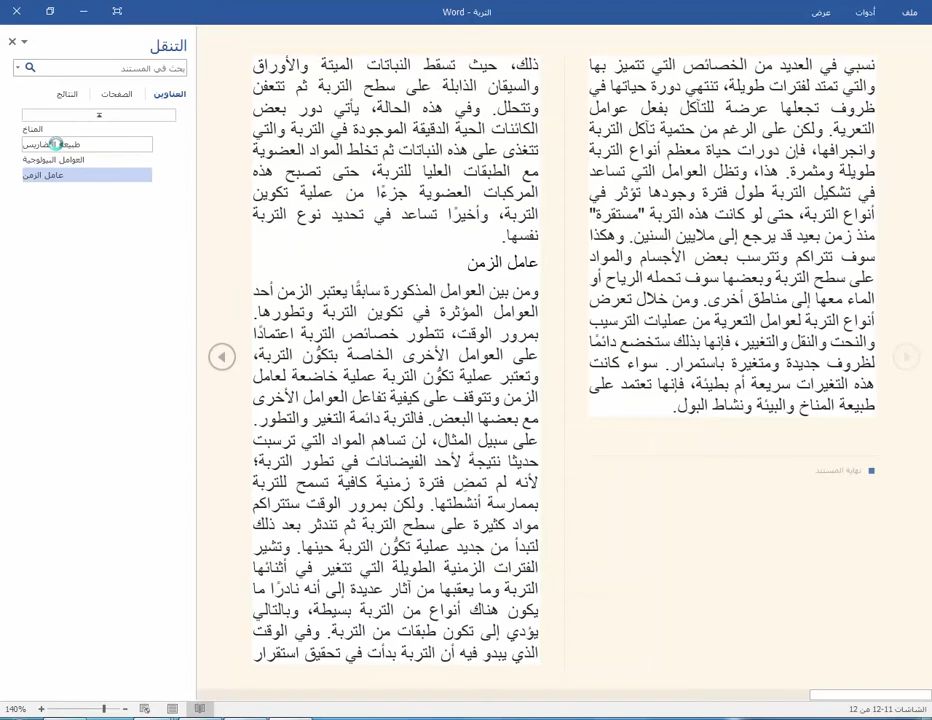 ملف
أدوات
عرض
التربة - Word
التنقل
بحث في المستند
العناوين
الصفحات
النتائج
المناخ
طبيعة التضاريس
العوامل البيولوجية
عامل الزمن
ذلك، حيث تسقط النباتات الميتة والأوراق
والسيقان الذابلة على سطح التربة ثم تتعفن
وتتحلل. وفي هذه الحالة، يأتي دور بعض
الكائنات الحية الدقيقة الموجودة في التربة والتي
تتغذى على هذه النباتات ثم تخلط المواد العضوية
مع الطبقات العليا للتربة، حتى تصبح هذه
المركبات العضوية جزءًا من عملية تكوين
التربة، وأخيرًا تساعد في تحديد نوع التربة
نفسها.
عامل الزمن
ومن بين العوامل المذكورة سابقًا يعتبر الزمن أحد
العوامل المؤثرة في تكوين التربة وتطورها.
بمرور الوقت، تتطور خصائص التربة اعتمادًا
على العوامل الأخرى الخاصة بتكوُّن التربة،
وتعتبر عملية تكوُّن التربة عملية خاضعة لعامل
الزمن وتتوقف على كيفية تفاعل العوامل الأخرى
مع بعضها البعض. فالتربة دائمة التغير والتطور.
على سبيل المثال، لن تساهم المواد التي ترسبت
حديثا نتيجة لأحد الفيضانات في تطور التربة؛
لأنه لم تمضِ فترة زمنية كافية تسمح للتربة
بممارسة أنشطتها. ولكن بمرور الوقت ستتراكم
مواد كثيرة على سطح التربة ثم تندثر بعد ذلك
لتبدأ من جديد عملية تكوُّن التربة حينها. وتشير
الفترات الزمنية الطويلة التي تتغير في أثنائها
التربة وما يعقبها من آثار عديدة إلى أنه نادرًا ما
يكون هناك أنواع من التربة بسيطة، وبالتالي
يؤدي إلى تكون طبقات من التربة. وفي الوقت
الذي يبدو فيه أن التربة بدأت في تحقيق استقرار
نسبي في العديد من الخصائص التي تتميز بها
والتي تمتد لفترات طويلة، تنتهي دورة حياتها في
ظروف تجعلها عرضة للتآكل بفعل عوامل
التعرية. ولكن على الرغم من حتمية تآكل التربة
وانجرافها، فإن دورات حياة معظم أنواع التربة
طويلة ومثمرة. هذا، وتظل العوامل التي تساعد
في تشكيل التربة طول فترة وجودها تؤثر في
أنواع التربة، حتى لو كانت هذه التربة "مستقرة"
منذ زمن بعيد قد يرجع إلى ملايين السنين. وهكذا
سوف تتراكم وتترسب بعض الأجسام والمواد
على سطح التربة وبعضها سوف تحمله الرياح أو
الماء معها إلى مناطق أخرى. ومن خلال تعرض
أنواع التربة لعوامل التعرية من عمليات الترسيب
والنحت والنقل والتغيير، فإنها بذلك ستخضع دائمًا
لظروف جديدة ومتغيرة باستمرار. سواء كانت
هذه التغيرات سريعة أم بطيئة، فإنها تعتمد على
طبيعة المناخ والبيئة ونشاط البول.
نهاية المستند
الشاشات 11-12 من 12
140%